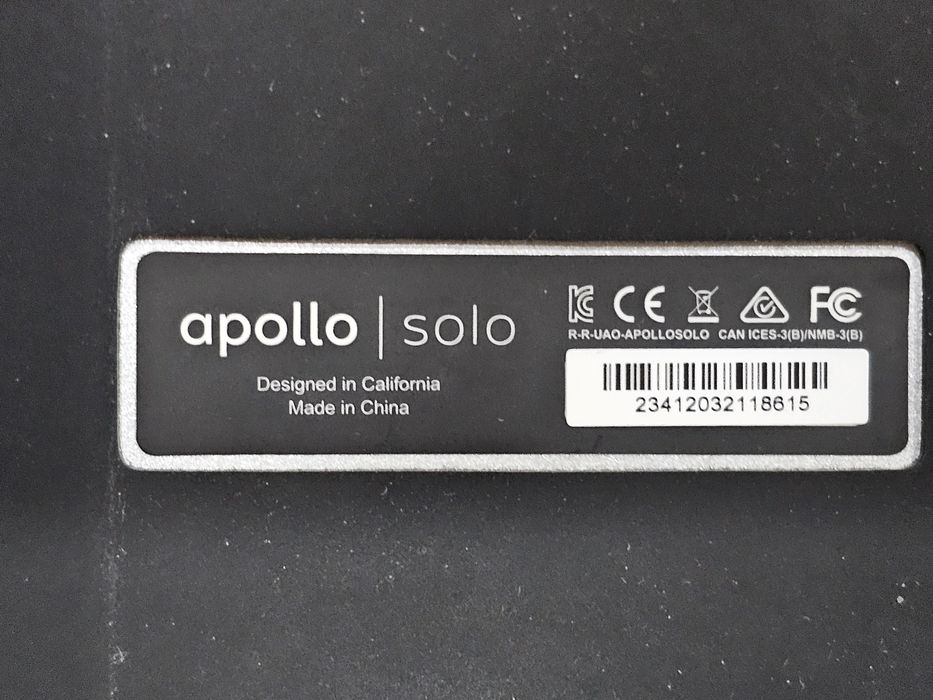 apollo | solo
Designed in California
Made in China
CE FC
R-R-UAO-APOLLOSOLO CAN ICES-3(B)/NMB-3(B)
23412032118615